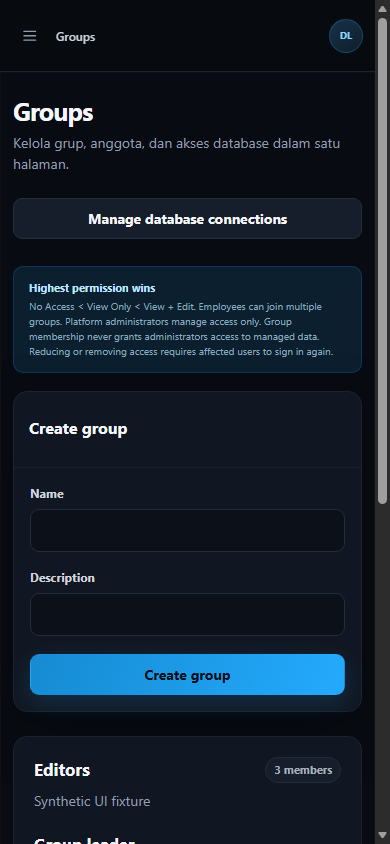 Groups
DL
Groups
Kelola grup, anggota, dan akses database dalam satu
halaman.
Manage database connections
Highest permission wins
No Access < View Only < View + Edit. Employees can join multiple
groups. Platform administrators manage access only. Group
membership never grants administrators access to managed data.
Reducing or removing access requires affected users to sign in again.
Create group
Name
Description
Create group
Editors
3 members
Synthetic UI fixture
Group leader